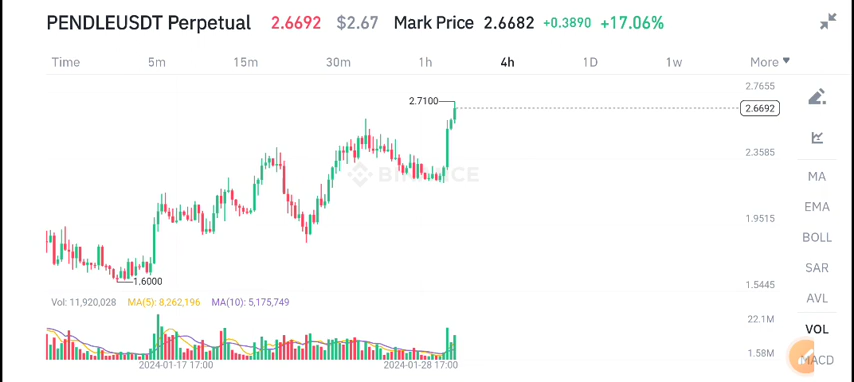 PENDLEUSDT Perpetual 2.6692 $2.67 Mark Price 2.6682 +0.3890 +17.06%
Time 5m 15m 30m 1h 4h 1D 1w More
2.7655
2.7100
2.6692
2.3585
BINANCE
MA
EMA
1.9515
BOLL
SAR
1.6000
1.5445
AVL
Vol: 11,920,028 MA(5): 8,262,196 MA(10): 5,175,749
22.1M
VOL
1.58M
MACD
2024-01-17 17:00 2024-01-28 17:00